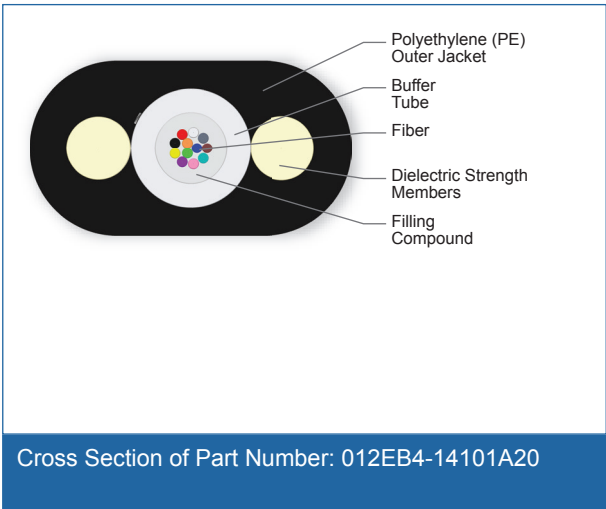 Polyethylene (PE)
Outer Jacket
Buffer
Tube
Fiber
Dielectric Strength
Members
Filling
Compound
Cross Section of Part Number: 012EB4-14101A20